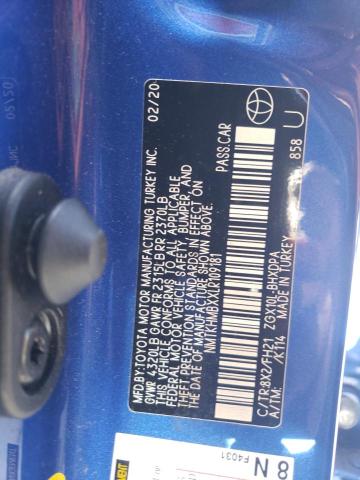 MFD.BY:TOYOTA MOTOR MANUFACTURING TURKEY INC. 02/20
GVWR 4320LB GAWR FR 2315LB RR 2370LB
THIS VEHICLE CONFORMS TO ALL APPLICABLE
FEDERAL MOTOR VEHICLE SAFETY, BUMPER, AND
THEFT PREVENTION STANDARDS IN EFFECT ON
THE DATE OF MANUFACTURE SHOWN ABOVE.
NMTKHMBXXLR109181 PASS.CAR
C/TR:8X2/FH21 ZGX10L-BHXDPA
A/TM: /K114
MADE IN TURKEY 858 U
8 N
F4031